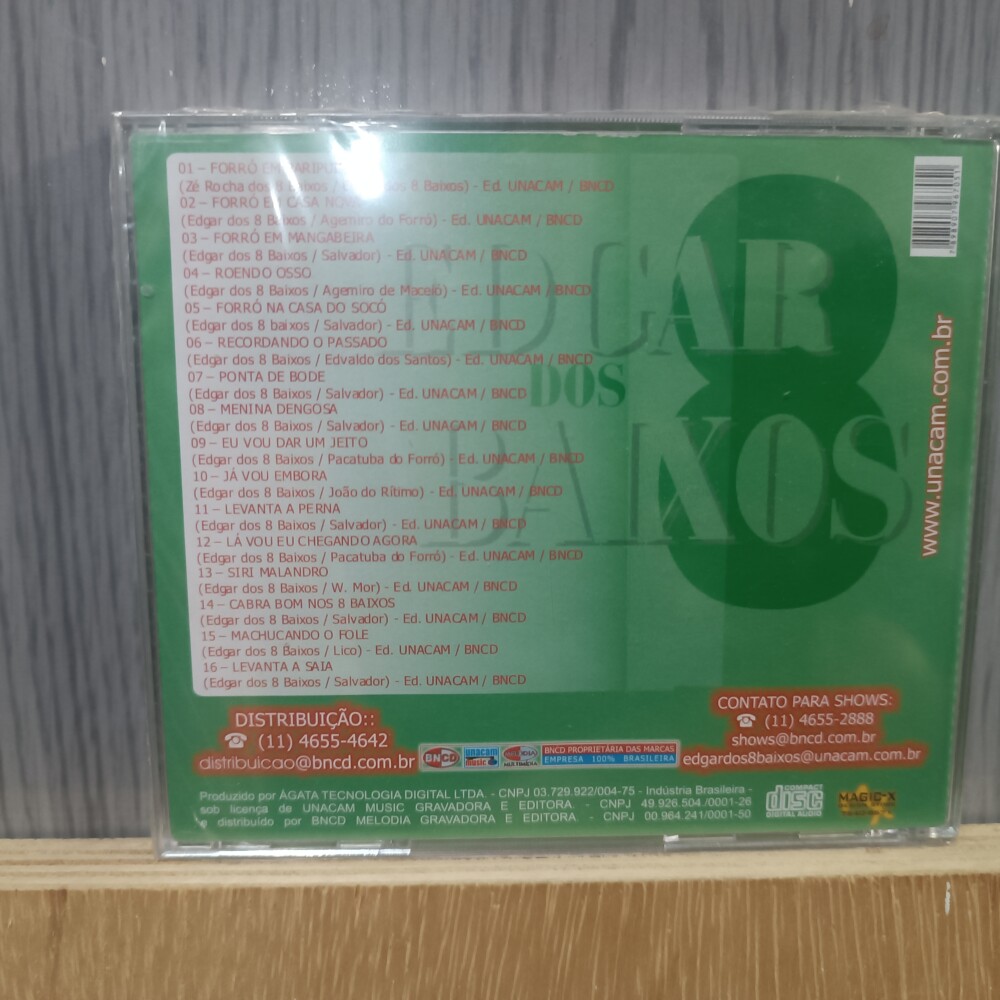 01 – FORRÓ EM
(Zé Rocha dos 8 Baixos / dos 8 Baixos) - Ed. UNACAM / BNCD
02 – FORRÓ EM CASA NOVA
(Edgar dos 8 Baixos / Agemiro do Forró) - Ed. UNACAM / BNCD
03 – FORRÓ EM MANGABEIRA
(Edgar dos 8 Baixos / Salvador) - Ed. UNACAM / BNCD
04 – ROENDO OSSO
(Edgar dos 8 Baixos / Agemiro de Maceió) - Ed. UNACAM / BNCD
05 – FORRÓ NA CASA DO SOCÓ
(Edgar dos 8 baixos / Salvador) - Ed. UNACAM / BNCD
06 – RECORDANDO O PASSADO
(Edgar dos 8 Baixos / Edvaldo dos Santos) - Ed. UNACAM / BNCD
07 – PONTA DE BODE
(Edgar dos 8 Baixos / Salvador) - Ed. UNACAM / BNCD
08 – MENINA DENGOSA
(Edgar dos 8 Baixos / Salvador) - Ed. UNACAM / BNCD
09 – EU VOU DAR UM JEITO
(Edgar dos 8 Baixos / Pacatuba do Forró) - Ed. UNACAM / BNCD
10 – JÁ VOU EMBORA
(Edgar dos 8 Baixos / João do Rítimo) - Ed. UNACAM / BNCD
11 – LEVANTA A PERNA
(Edgar dos 8 Baixos / Salvador) - Ed. UNACAM / BNCD
12 – LÁ VOU EU CHEGANDO AGORA
(Edgar dos 8 Baixos / Pacatuba do Forró) - Ed. UNACAM / BNCD
13 – SIRI MALANDRO
(Edgar dos 8 Baixos / W. Mor) - Ed. UNACAM / BNCD
14 – CABRA BOM NOS 8 BAIXOS
(Edgar dos 8 Baixos / Salvador) - Ed. UNACAM / BNCD
15 – MACHUCANDO O FOLE
(Edgar dos 8 Baixos / Lico) - Ed. UNACAM / BNCD
16 – LEVANTA A SAIA
(Edgar dos 8 Baixos / Salvador) - Ed. UNACAM / BNCD
EDGAR
DOS
8
BAIXOS
www.unacam.com.br
DISTRIBUIÇÃO::
☎ (11) 4655-4642
distribuicao@bncd.com.br
BNCD
unacam
music
MELODIA
MULTIMÍDIA
BNCD PROPRIETÁRIA DAS MARCAS
EMPRESA 100% BRASILEIRA
CONTATO PARA SHOWS:
☎ (11) 4655-2888
shows@bncd.com.br
edgardos8baixos@unacam.com.br
Produzido por ÁGATA TECNOLOGIA DIGITAL LTDA. - CNPJ 03.729.922/004-75 - Indústria Brasileira -
sob licença de UNACAM MUSIC GRAVADORA E EDITORA. - CNPJ 49.926.504./0001-26
e distribuído por BNCD MELODIA GRAVADORA E EDITORA - CNPJ 00.964.241/0001-50
COMPACT
disc
DIGITAL AUDIO
MAGIC-X